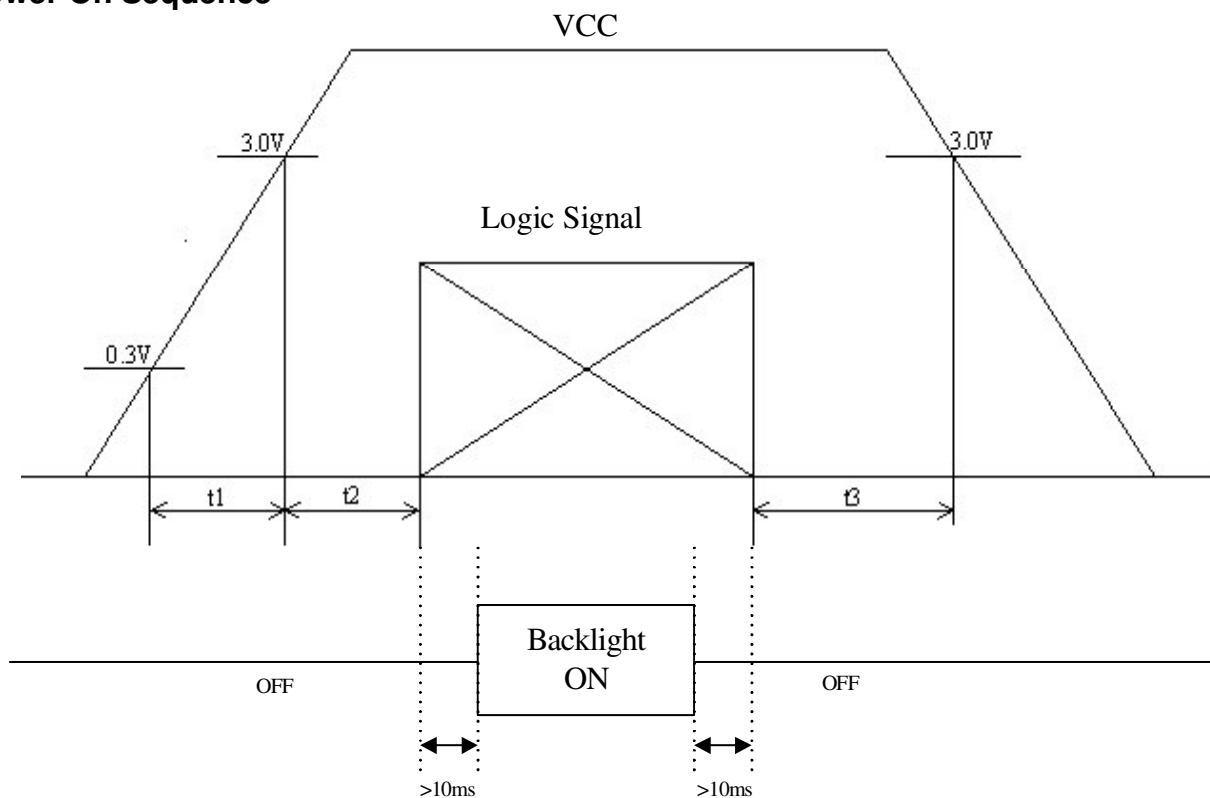 Power On Sequence
VCC
3.0V
3.0V
Logic Signal
0.3V
t1
t2
t3
Backlight
ON
OFF
OFF
>10ms
>10ms